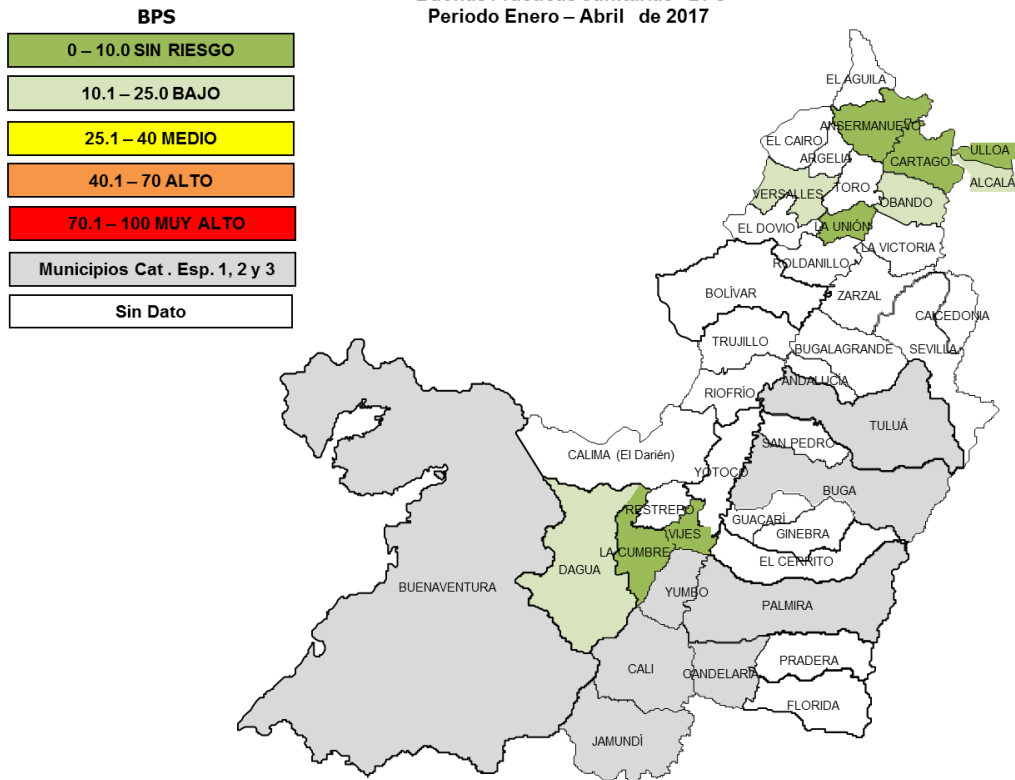 Periodo Enero – Abril de 2017
BPS
0 – 10.0 SIN RIESGO
10.1 – 25.0 BAJO
25.1 – 40 MEDIO
40.1 – 70 ALTO
70.1 – 100 MUY ALTO
Municipios Cat . Esp. 1, 2 y 3
Sin Dato
EL AGUILA
ANSERMANUEVO
EL CAIRO
ARGELIA
CARTAGO
ULLOA
ALCALÁ
VERSALLES
TORO
OBANDO
EL DOVIO
LA UNIÓN
LA VICTORIA
ROLDANILLO
BOLÍVAR
ZARZAL
CAICEDONIA
TRUJILLO
BUGALAGRANDE
SEVILLA
ANDALUCÍA
RIOFRÍO
TULUÁ
SAN PEDRO
CALIMA (El Darién)
YOTOCO
BUGA
RESTREPO
GUACARÍ
GINEBRA
VIJES
LA CUMBRE
EL CERRITO
DAGUA
BUENAVENTURA
YUMBO
PALMIRA
CALI
CANDELARIA
PRADERA
FLORIDA
JAMUNDÍ